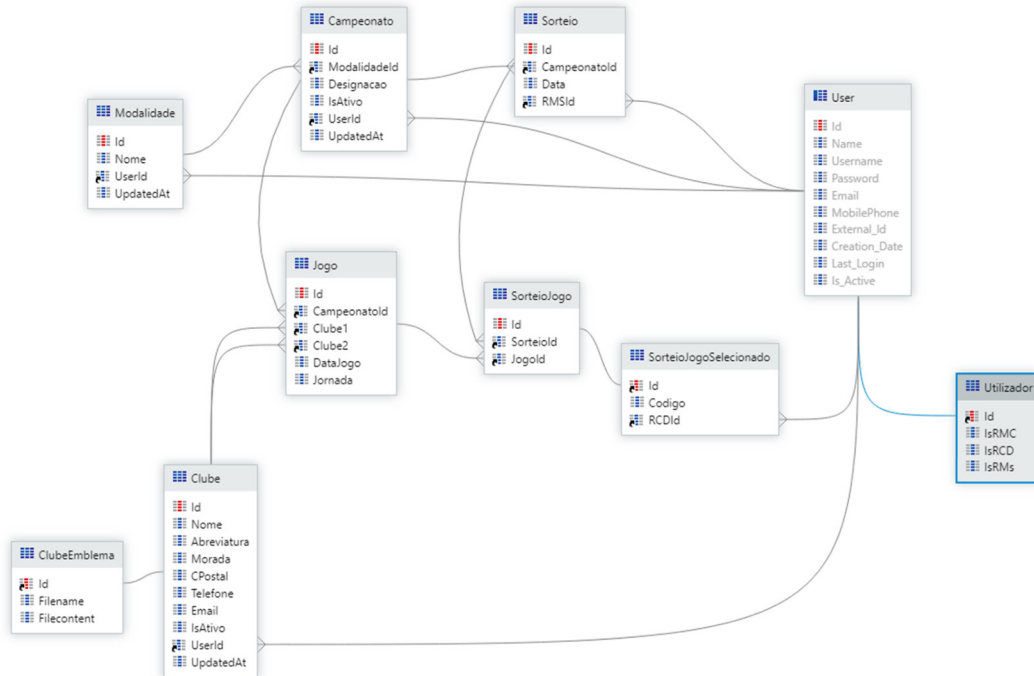 Campeonato
Id
ModalidadeId
Designacao
IsAtivo
UserId
UpdatedAt
Sorteio
Id
CampeonatoId
Data
RMSId
User
Id
Name
Username
Password
Email
MobilePhone
External_Id
Creation_Date
Last_Login
Is_Active
Modalidade
Id
Nome
UserId
UpdatedAt
Jogo
Id
CampeonatoId
Clube1
Clube2
DataJogo
Jornada
SorteioJogo
Id
SorteioId
JogoId
SorteioJogoSelecionado
Id
Codigo
RCDId
Utilizador
Id
IsRMC
IsRCD
IsRMs
Clube
Id
Nome
Abreviatura
Morada
CPostal
Telefone
Email
IsAtivo
UserId
UpdatedAt
ClubeEmblema
Id
Filename
Filecontent